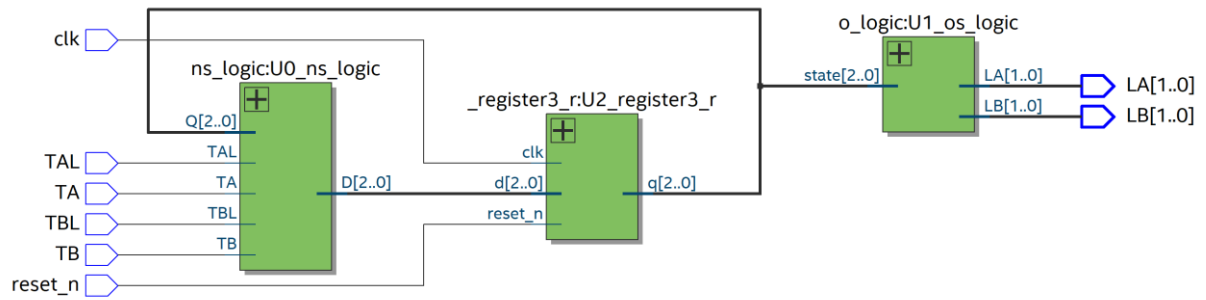 clk
ns_logic:U0_ns_logic
Q[2..0]
TAL
TAL
TA
TA
TBL
TBL
TB
TB
reset_n
D[2..0]
_register3_r:U2_register3_r
clk
d[2..0]
q[2..0]
reset_n
o_logic:U1_os_logic
state[2..0]
LA[1..0]
LA[1..0]
LB[1..0]
LB[1..0]